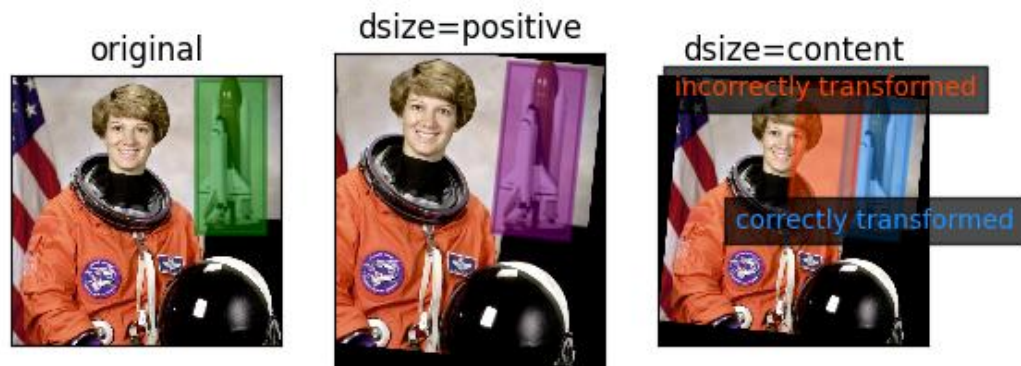 original
dsize=positive
dsize=content
incorrectly transformed
correctly transformed